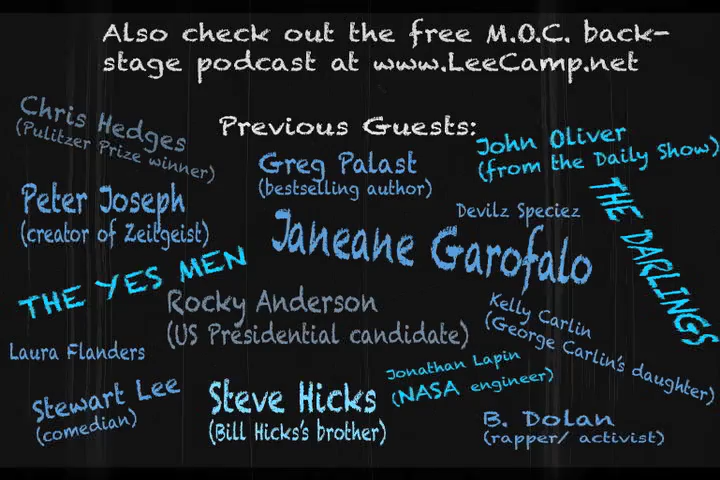 Also check out the free M.O.C. back-
stage podcast at www.LeeCamp.net
Previous Guests:
Chris Hedges
(Pulitzer Prize winner)
Greg Palast
(bestselling author)
John Oliver
(from the Daily Show)
Peter Joseph
(creator of Zeitgeist)
Devilz Speciez
Janeane Garofalo
THE DARLINGS
THE YES MEN
Rocky Anderson
(US Presidential candidate)
Kelly Carlin
(George Carlin's daughter)
Laura Flanders
Jonathan Lapin
(NASA engineer)
Stewart Lee
(comedian)
Steve Hicks
(Bill Hicks's brother)
B. Dolan
(rapper/ activist)